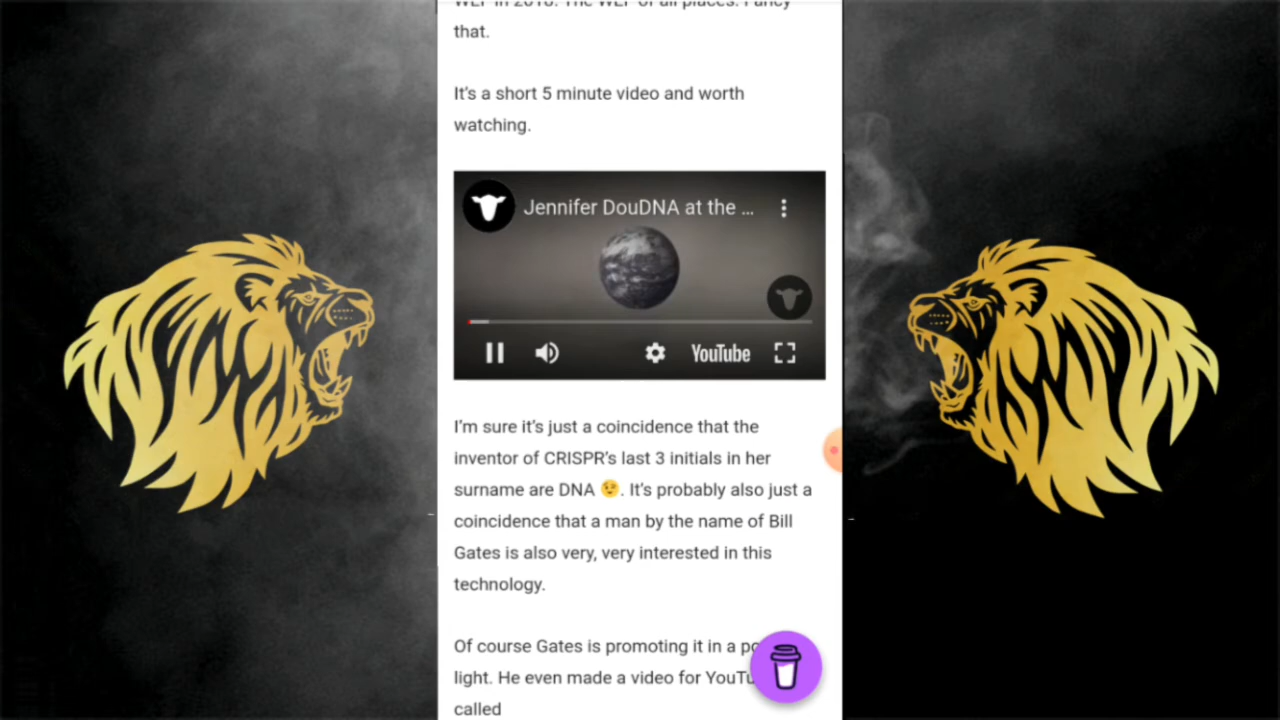 that.
It's a short 5 minute video and worth
watching.
Jennifer DouDNA at the ...
YouTube
I'm sure it's just a coincidence that the
inventor of CRISPR's last 3 initials in her
surname are DNA 😉. It's probably also just a
coincidence that a man by the name of Bill
Gates is also very, very interested in this
technology.
Of course Gates is promoting it in a
light. He even made a video for
called